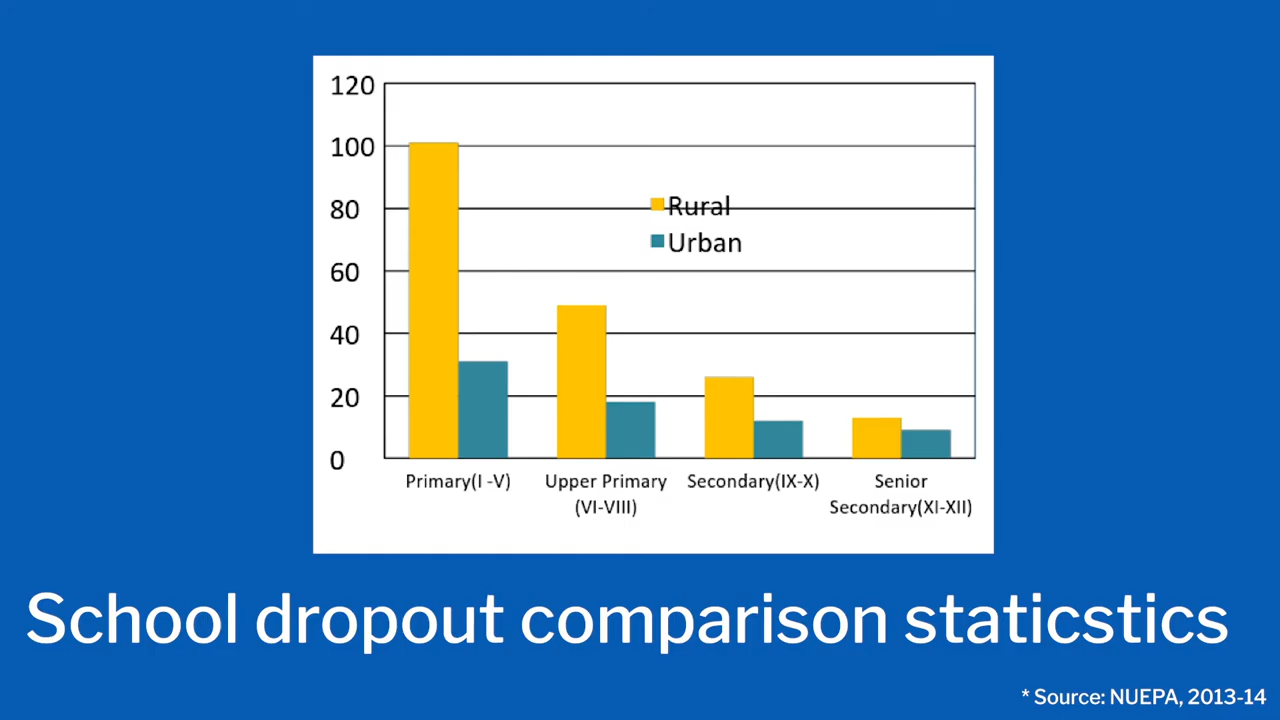 120
100
80
60
40
20
0
Rural
Urban
Primary(I -V)
Upper Primary
(VI-VIII)
Secondary(IX-X)
Senior
Secondary(XI-XII)
School dropout comparison staticstics
* Source: NUEPA, 2013-14